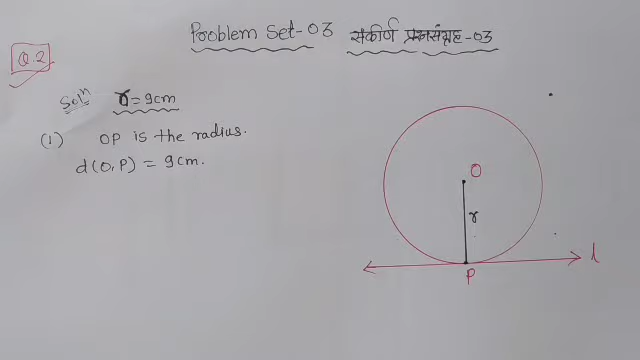 Problem Set-03 संकीर्ण प्रश्नसंग्रह-03
Q.2
Solⁿ r = 9cm
(1) OP is the radius.
d(O,P) = 9cm.
O
r
P
l